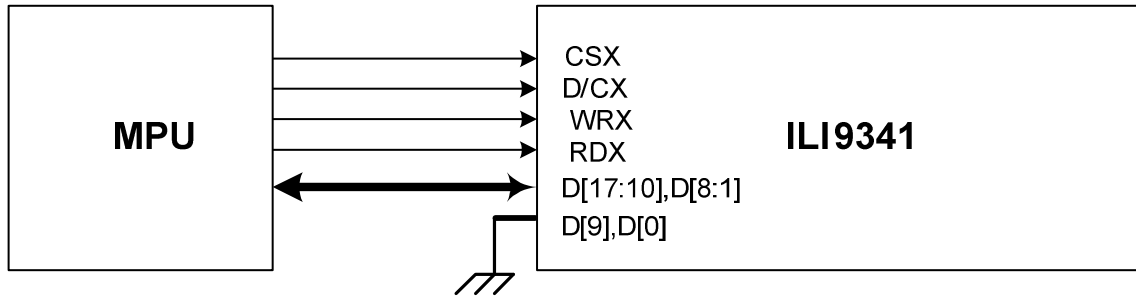 MPU
CSX
D/CX
WRX
RDX
D[17:10],D[8:1]
D[9],D[0]
ILI9341